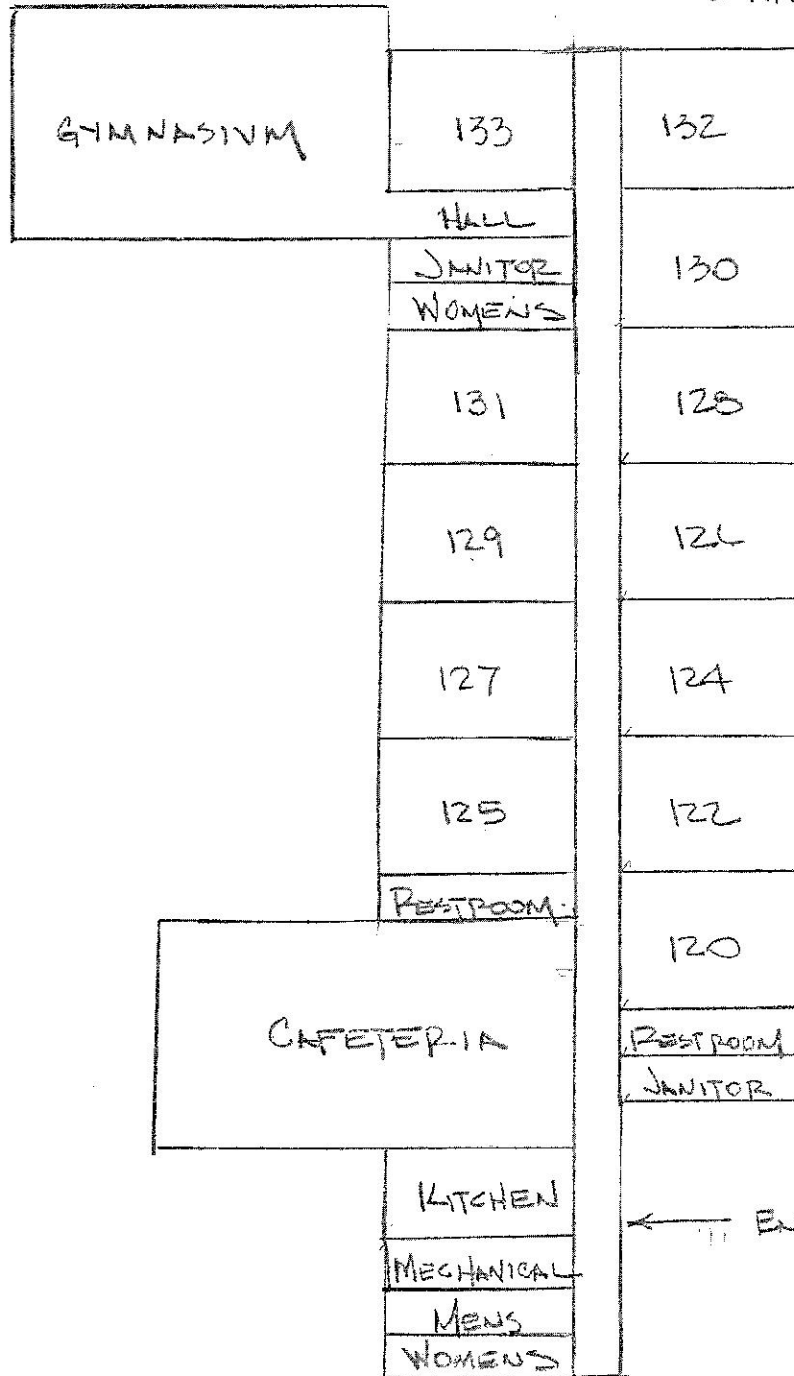 GYMNASIUM
133
132
HALL
JANITOR
WOMENS
130
131
128
129
126
127
124
125
122
RESTROOM
120
CAFETERIA
RESTROOM
JANITOR
KITCHEN
MECHANICAL
MENS
WOMENS